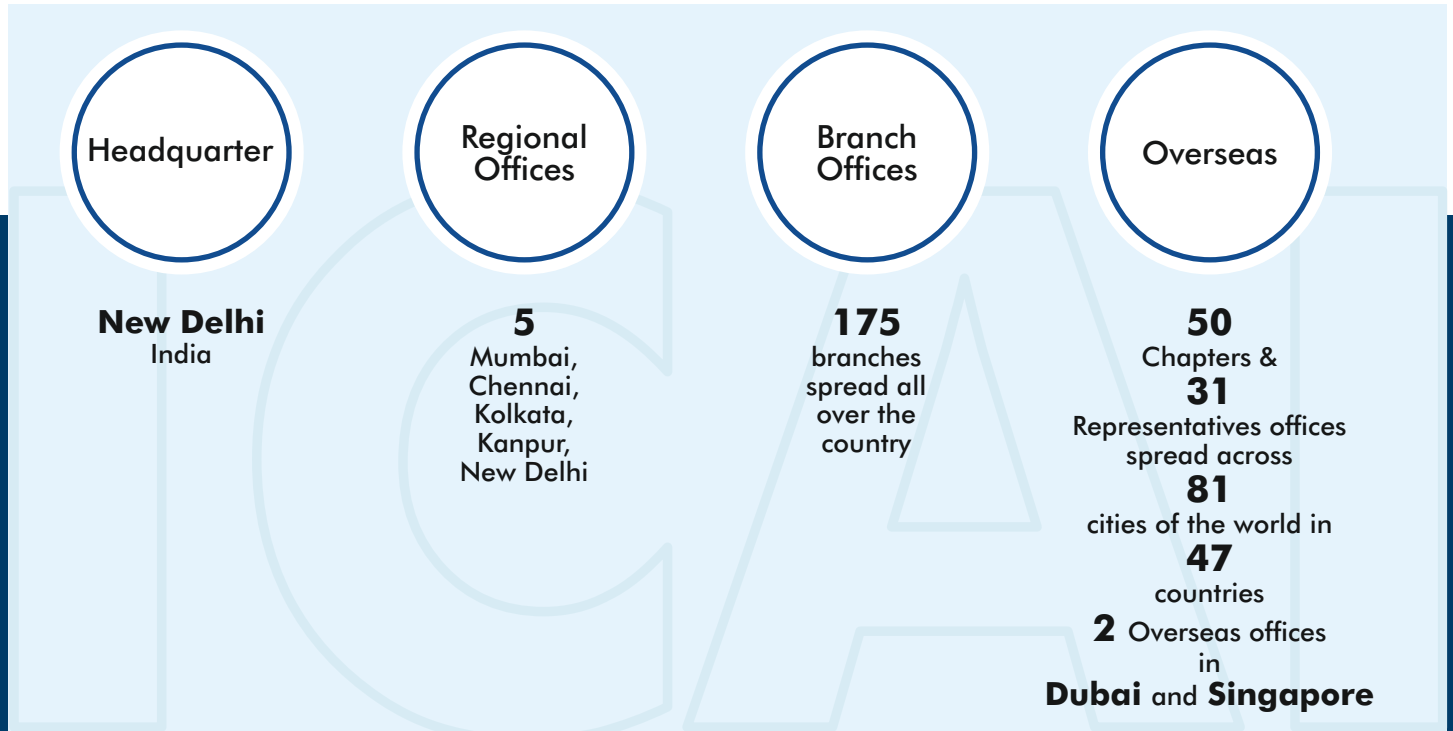 Headquarter
New Delhi
India
Regional
Offices
5
Mumbai,
Chennai,
Kolkata,
Kanpur,
New Delhi
Branch
Offices
175
branches
spread all
over the
country
Overseas
50
Chapters &
31
Representatives offices
spread across
81
cities of the world in
47
countries
2 Overseas offices
in
Dubai and Singapore
ICAI